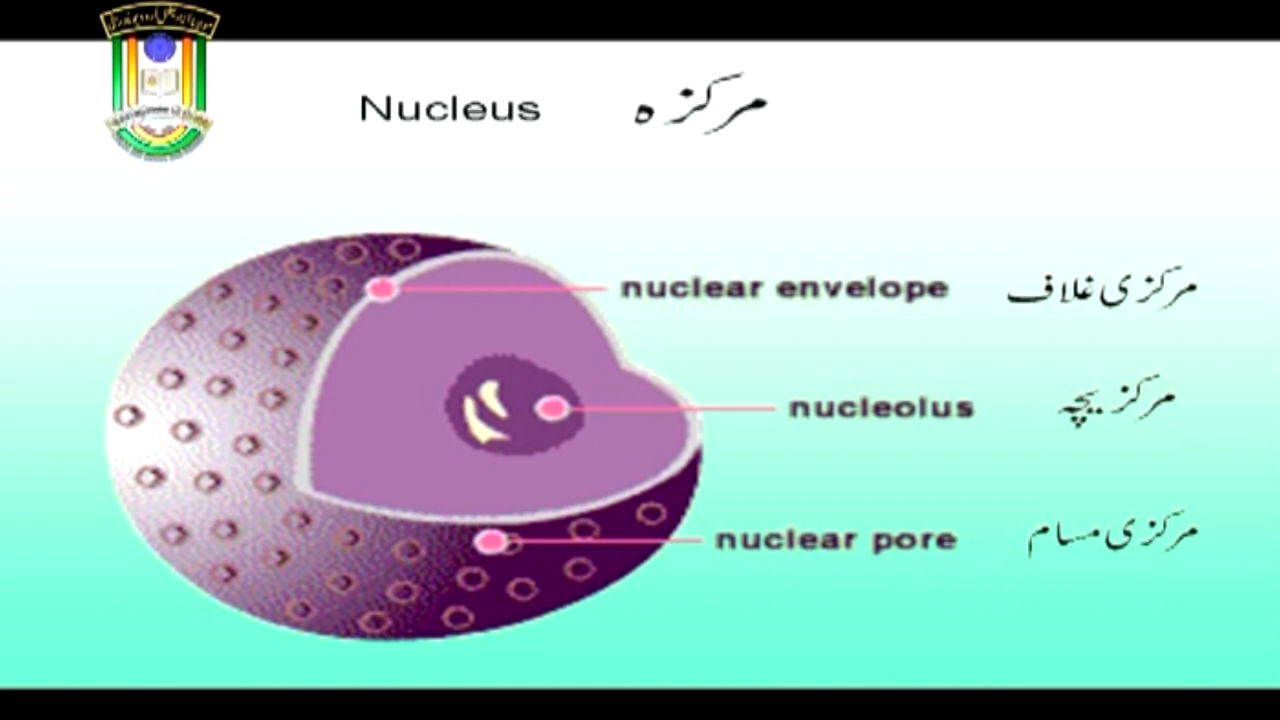 Nucleus مرکزہ
nuclear envelope مرکزی غلاف
nucleolus مرکزیچہ
nuclear pore مرکزی مسام